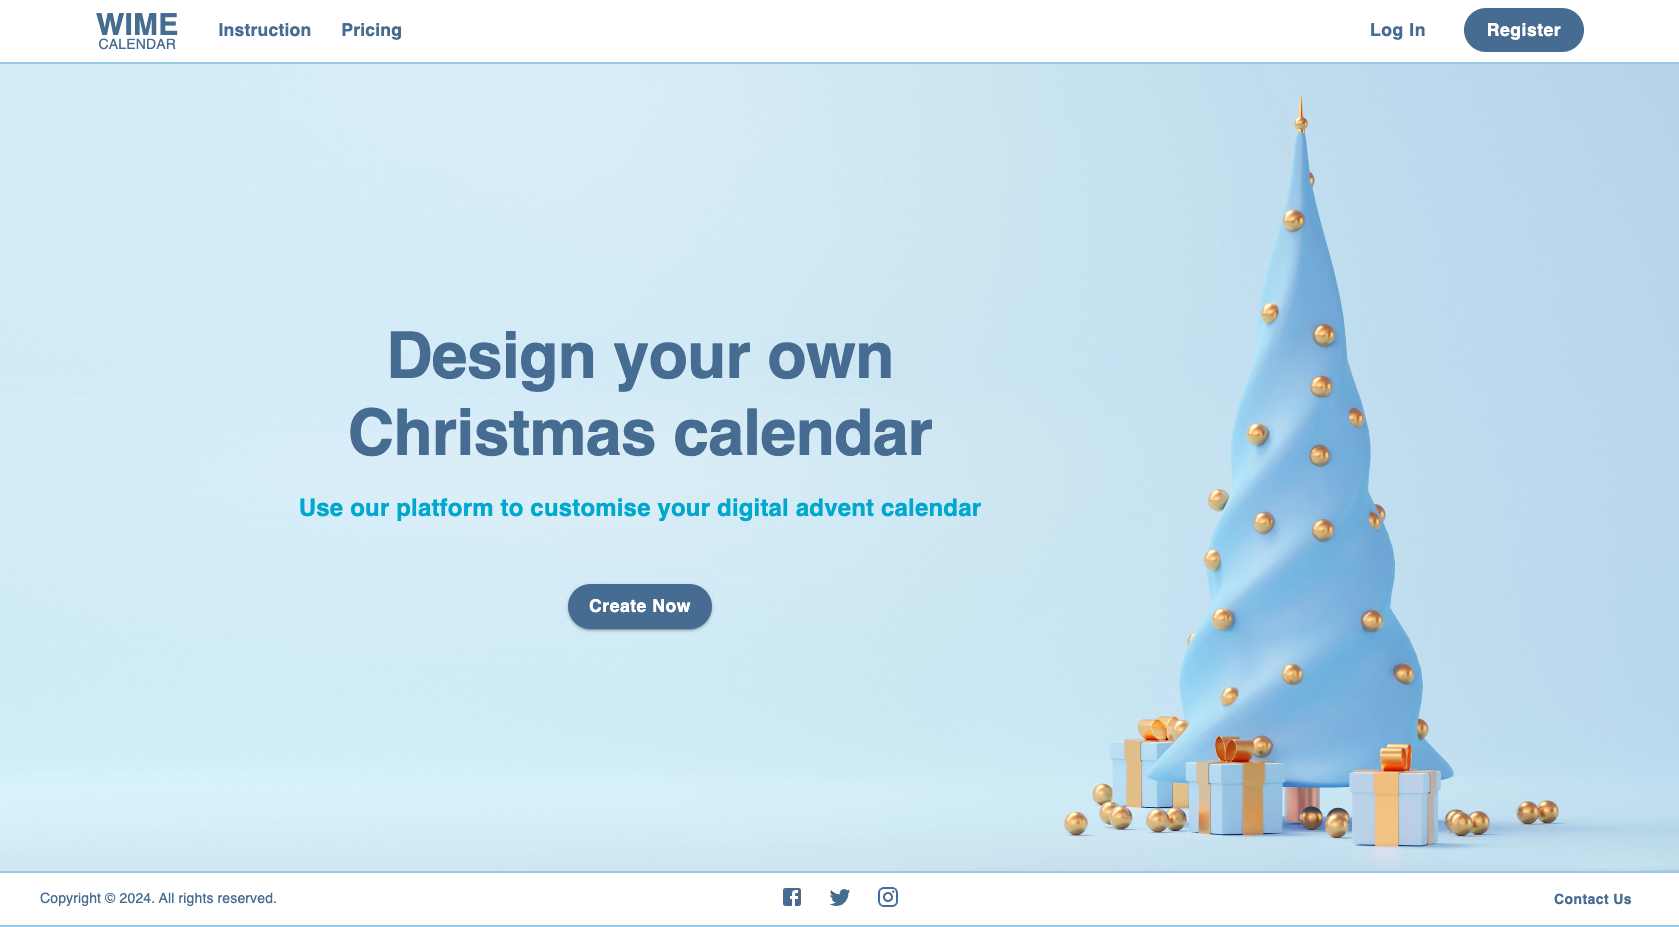 WIME
CALENDAR
Instruction
Pricing
Log In
Register
Design your own
Christmas calendar
Use our platform to customise your digital advent calendar
Create Now
Copyright © 2024. All rights reserved.
Contact Us